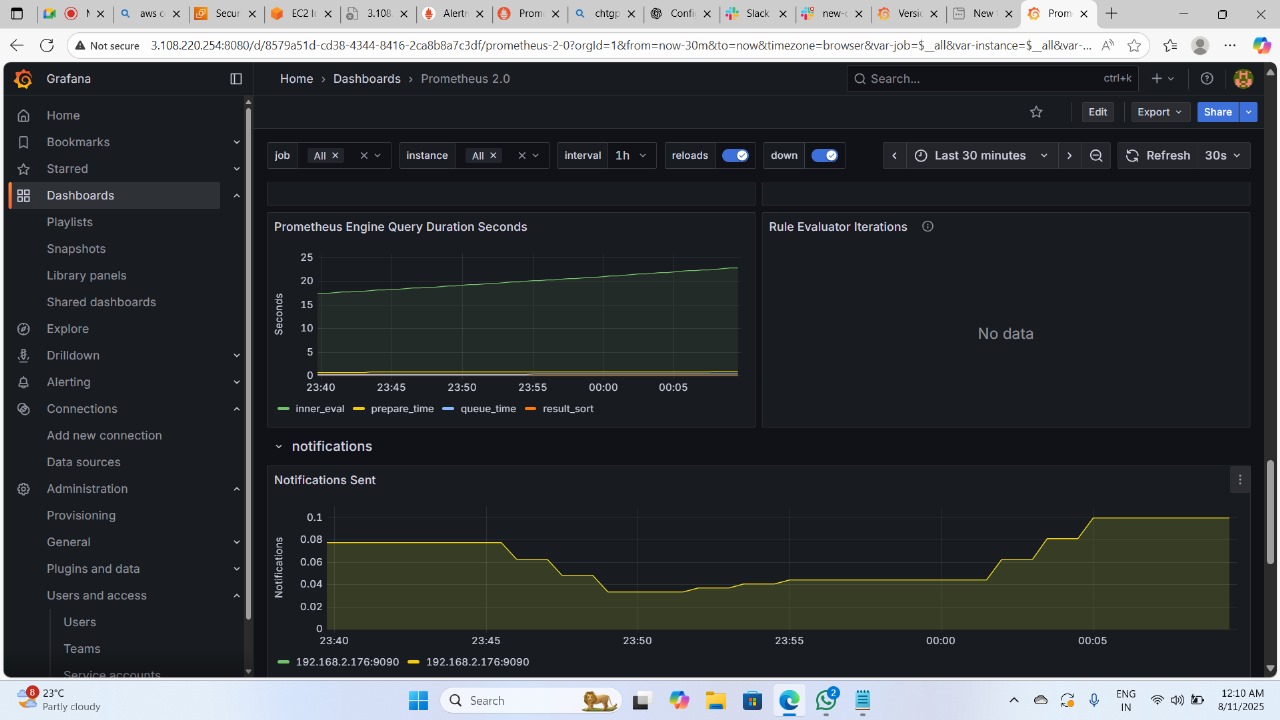 M
aws c
Secur
EC2 I
3.108.
Alertr
Prome
chtgp
Config
slack
new-c
versic
New t
Prom
Not secure
3.108.220.254:8080/d/8579a51d-cd38-4344-8416-2ca8b8a7c3df/prometheus-2-0?orgId=1&from=now-30m&to=now&timezone=browser&var-job=$__all&var-instance=$__all&var-...
Grafana
Home › Dashboards › Prometheus 2.0
Search...
ctrl+k
Edit
Export
Share
Home
Bookmarks
Starred
Dashboards
Playlists
Snapshots
Library panels
Shared dashboards
Explore
Drilldown
Alerting
Connections
Add new connection
Data sources
Administration
Provisioning
General
Plugins and data
Users and access
Users
Teams
Service accounts
job All
instance All
interval 1h
reloads
down
Last 30 minutes
Refresh 30s
Prometheus Engine Query Duration Seconds
Seconds
25
20
15
10
5
0
23:40 23:45 23:50 23:55 00:00 00:05
inner_eval prepare_time queue_time result_sort
Rule Evaluator Iterations
No data
notifications
Notifications Sent
Notifications
0.1
0.08
0.06
0.04
0.02
0
23:40 23:45 23:50 23:55 00:00 00:05
192.168.2.176:9090 192.168.2.176:9090
8
23°C
Partly cloudy
Search
2
ENG
IN
12:10 AM
8/11/2025